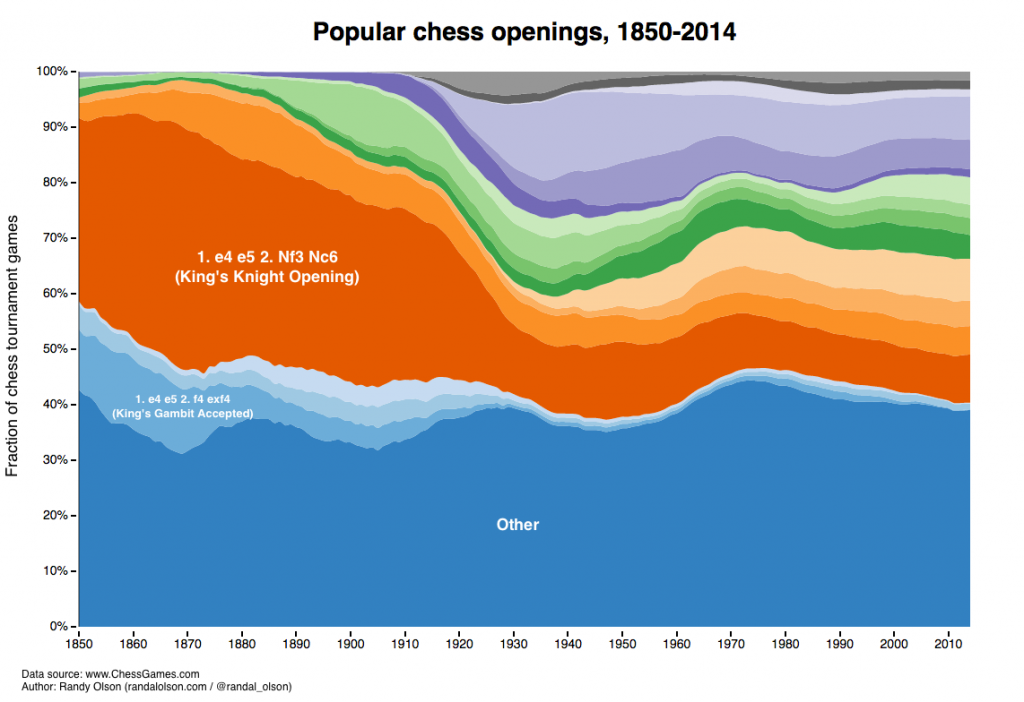 Popular chess openings, 1850-2014
Fraction of chess tournament games
100%
90%
80%
70%
60%
50%
40%
30%
20%
10%
0%
1. e4 e5 2. Nf3 Nc6
(King's Knight Opening)
1. e4 e5 2. f4 exf4
(King's Gambit Accepted)
Other
1850 1860 1870 1880 1890 1900 1910 1920 1930 1940 1950 1960 1970 1980 1990 2000 2010
Data source: www.ChessGames.com
Author: Randy Olson (randalolson.com / @randal_olson)